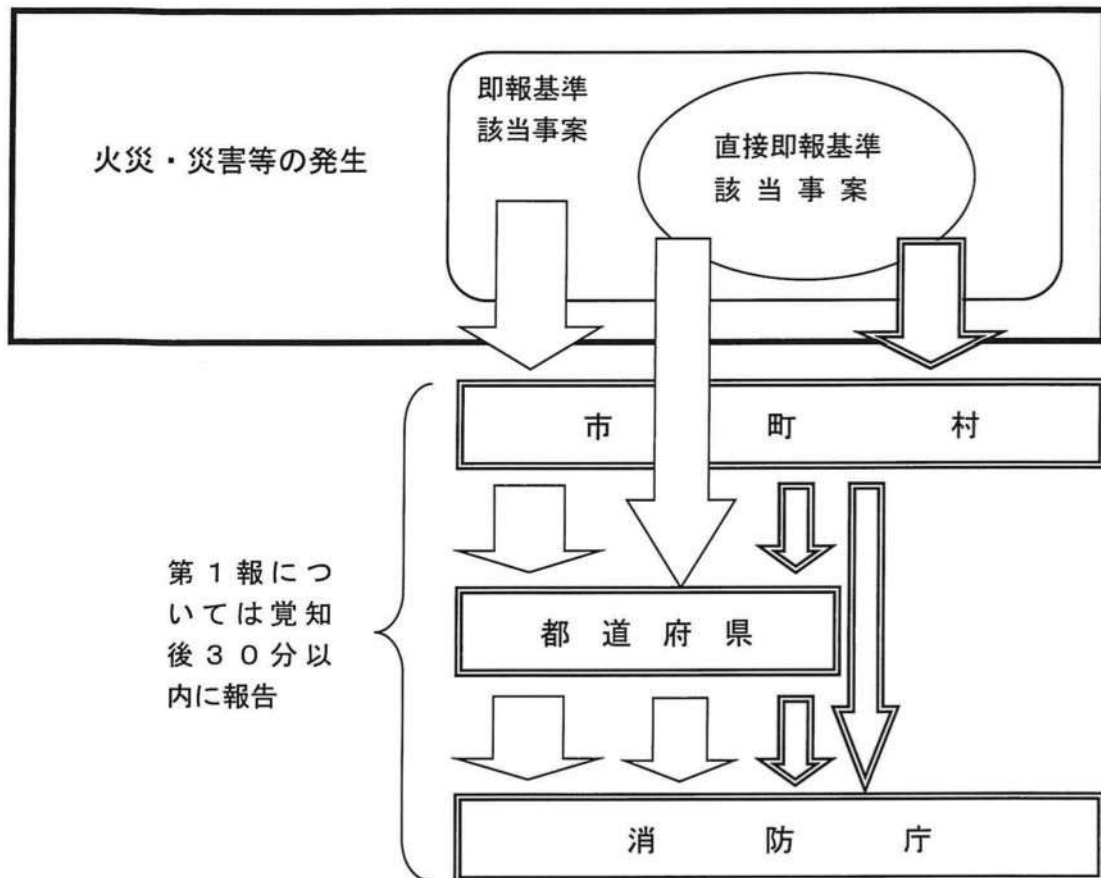 即報基準
該当事案
直接即報基準
該当事案
火災・災害等の発生
市町村
第１報につ
いては覚知
後３０分以
内に報告
都道府県
消防庁